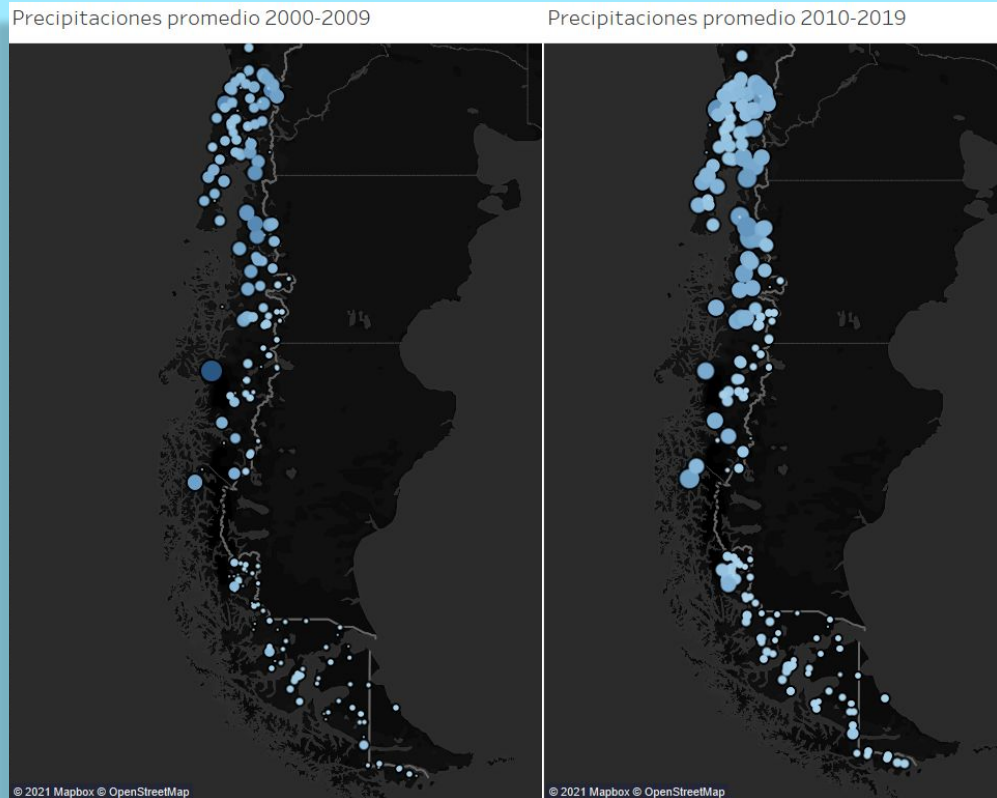 Precipitaciones promedio 2000-2009
Precipitaciones promedio 2010-2019
© 2021 Mapbox © OpenStreetMap
© 2021 Mapbox © OpenStreetMap